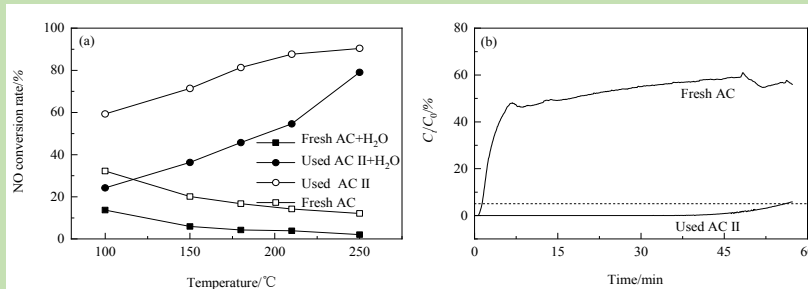 (a)
NO conversion rate/%
100
80
60
40
20
0
Fresh AC+H₂O
Used AC II+H₂O
Used AC II
Fresh AC
100
150
200
250
Temperature/℃
(b)
C/C₀/%
80
60
40
20
0
Fresh AC
Used AC II
0
15
30
45
60
Time/min